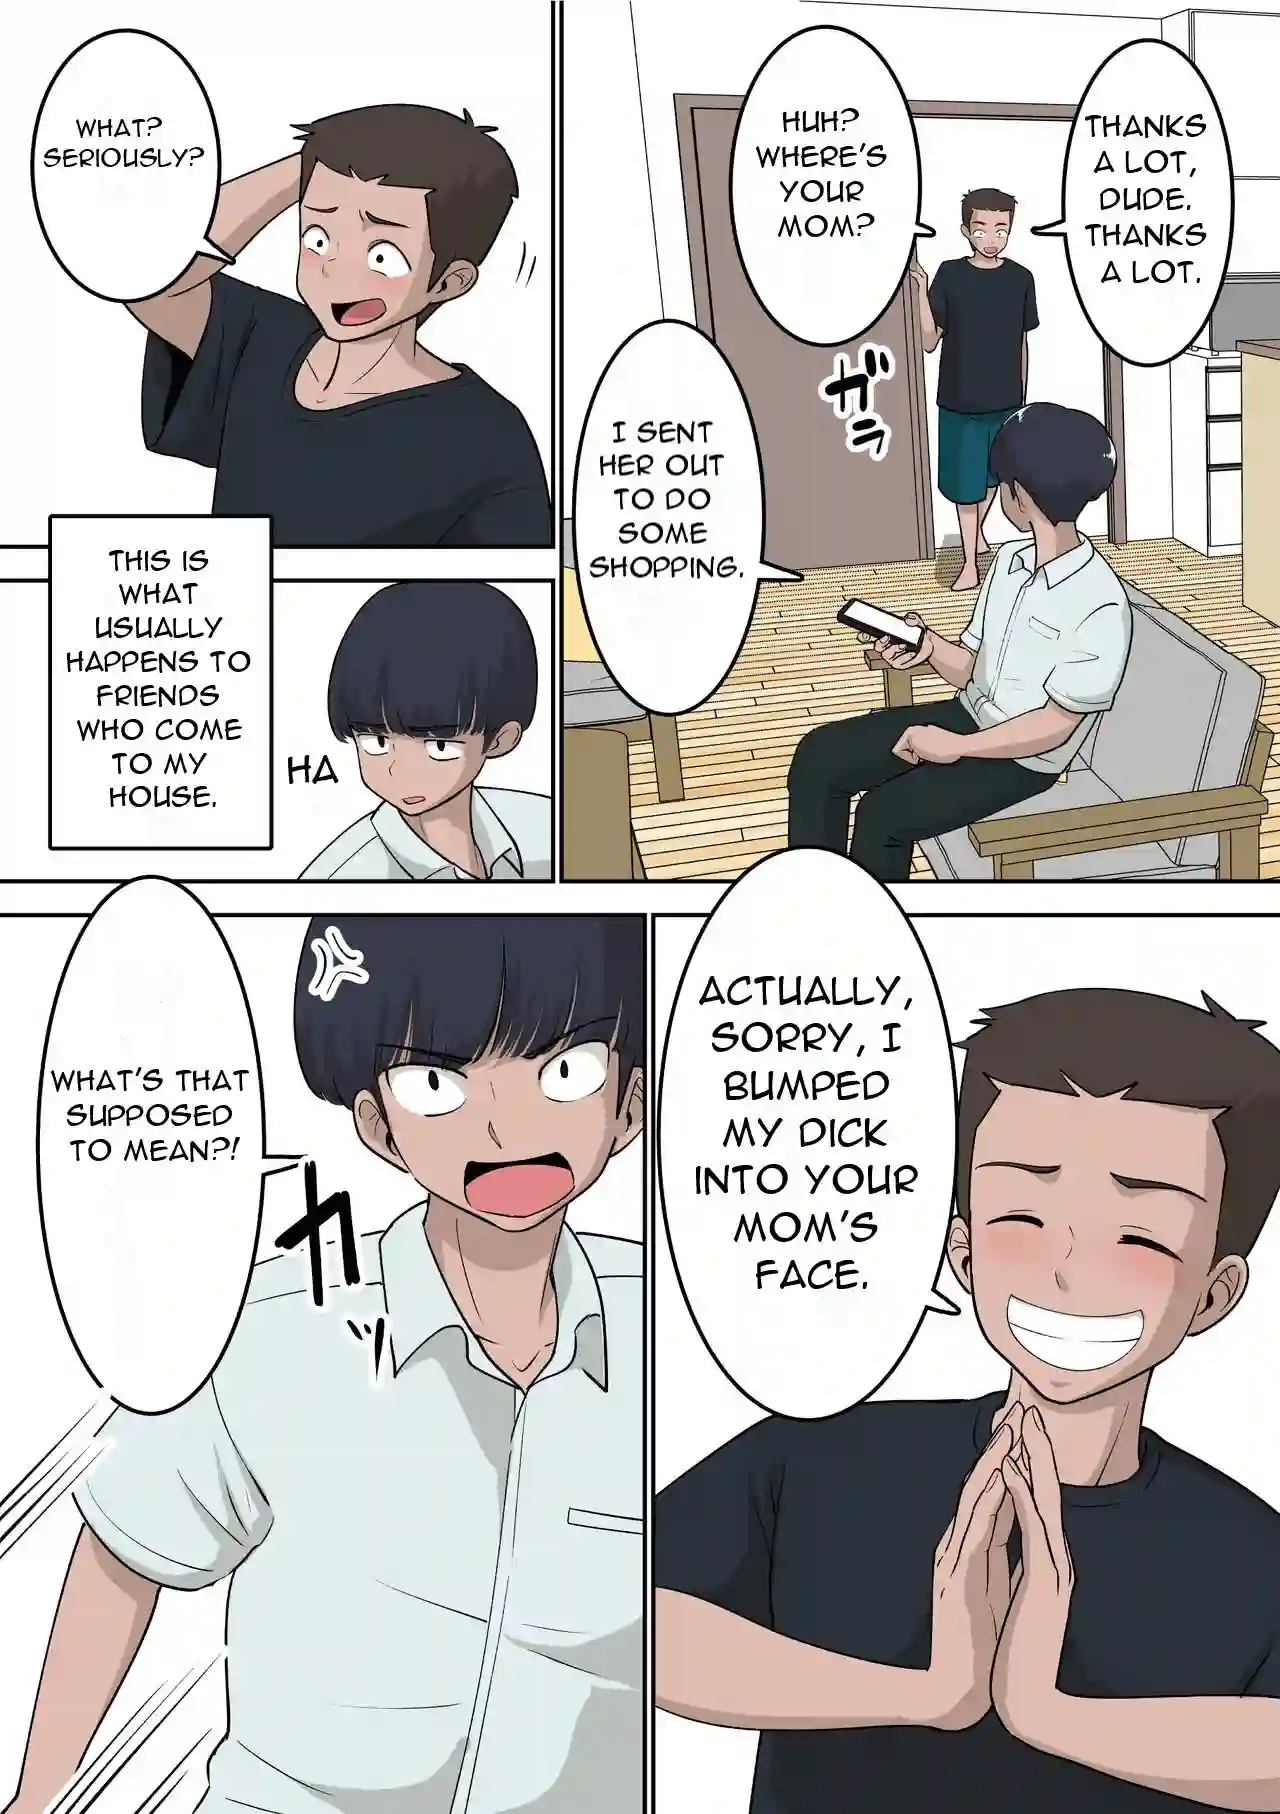 THANKS
A LOT,
DUDE.
THANKS
A LOT.
HUH?
WHERE'S
YOUR
MOM?
ガラ
I SENT
HER OUT
TO DO
SOME
SHOPPING.
WHAT?
SERIOUSLY?
THIS IS
WHAT
USUALLY
HAPPENS TO
FRIENDS
WHO COME
TO MY
HOUSE.
HA
ACTUALLY,
SORRY, I
BUMPED
MY DICK
INTO YOUR
MOM'S
FACE.
WHAT'S THAT
SUPPOSED
TO MEAN?!
カッ